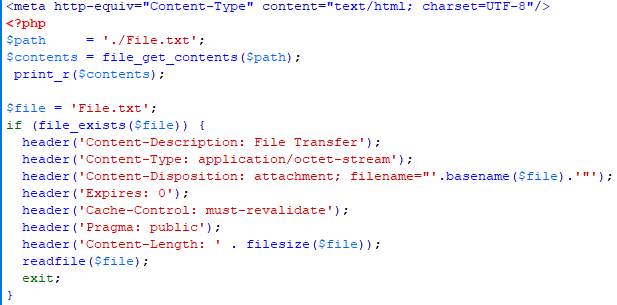 <meta http-equiv="Content-Type" content="text/html; charset=UTF-8"/>
<?php
$path     = './File.txt';
$contents = file_get_contents($path);
 print_r($contents);

$file = 'File.txt';
if (file_exists($file)) {
  header('Content-Description: File Transfer');
  header('Content-Type: application/octet-stream');
  header('Content-Disposition: attachment; filename="'.basename($file).'"');
  header('Expires: 0');
  header('Cache-Control: must-revalidate');
  header('Pragma: public');
  header('Content-Length: ' . filesize($file));
  readfile($file);
  exit;
}